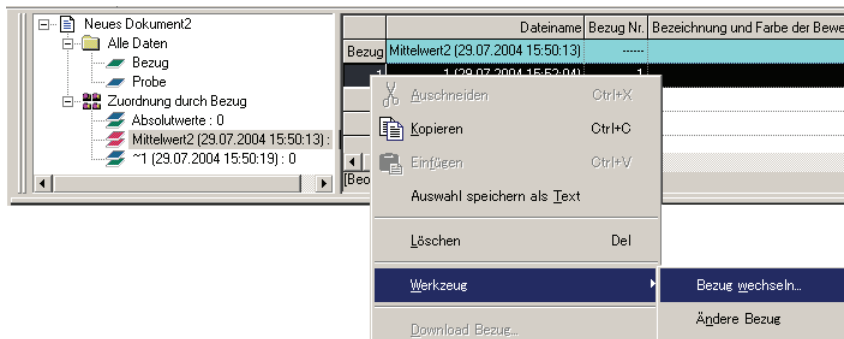 Neues Dokument2
Alle Daten
Bezug
Probe
Zuordnung durch Bezug
Absolutwerte : 0
Mittelwert2 (29.07.2004 15:50:13) :
~1 (29.07.2004 15:50:19) : 0
Dateiname Bezug Nr. Bezeichnung und Farbe der Bewe
Bezug Mittelwert2 (29.07.2004 15:50:13) ------
1 1 (29.07.2004 15:52:04) 1
[Beo
Auschneiden Ctrl+X
Kopieren Ctrl+C
Einfügen Ctrl+V
Auswahl speichern als Text
Löschen Del
Werkzeug
Download Bezug...
Bezug wechseln...
Ändere Bezug